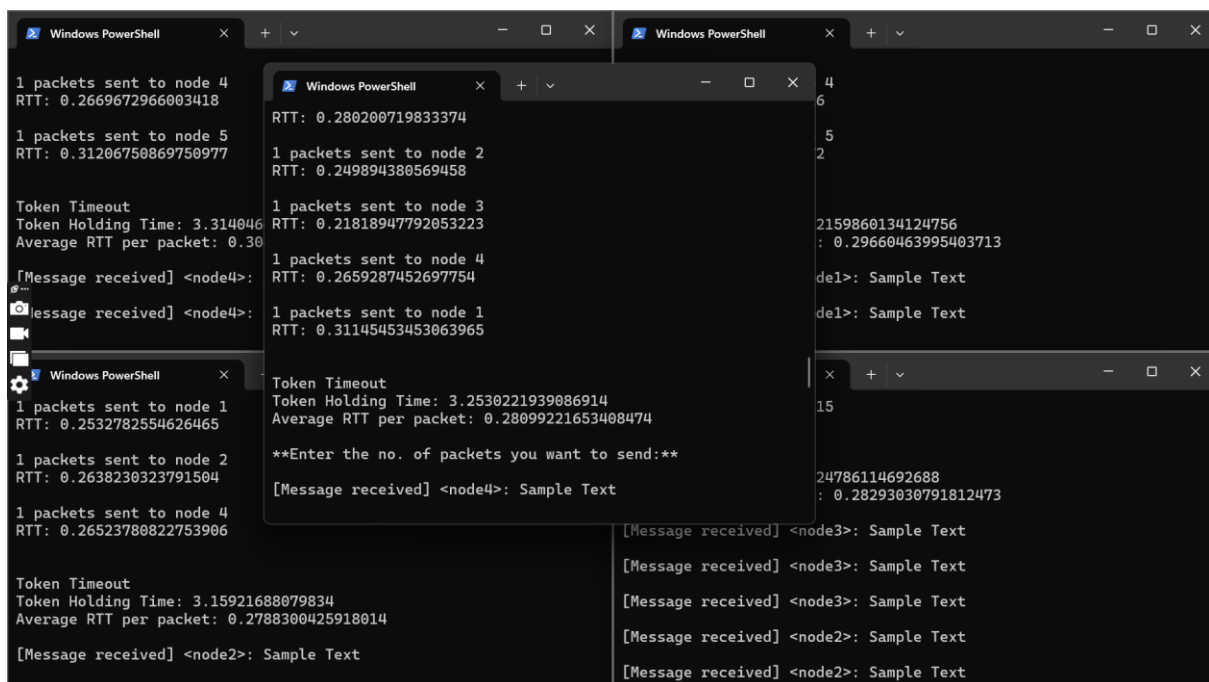 Windows PowerShell
1 packets sent to node 4
RTT: 0.2669672966003418
1 packets sent to node 5
RTT: 0.31206750869750977
Token Timeout
Token Holding Time: 3.314046
Average RTT per packet: 0.30
[Message received] <node4>:
essage received] <node4>:
Windows PowerShell
4
6
5
2
2159860134124756
: 0.29660463995403713
de1>: Sample Text
de1>: Sample Text
Windows PowerShell
RTT: 0.280200719833374
1 packets sent to node 2
RTT: 0.249894380569458
1 packets sent to node 3
RTT: 0.21818947792053223
1 packets sent to node 4
RTT: 0.2659287452697754
1 packets sent to node 1
RTT: 0.31145453453063965
Token Timeout
Token Holding Time: 3.2530221939086914
Average RTT per packet: 0.28099221653408474
**Enter the no. of packets you want to send:**
[Message received] <node4>: Sample Text
Windows PowerShell
1 packets sent to node 1
RTT: 0.2532782554626465
1 packets sent to node 2
RTT: 0.2638230323791504
1 packets sent to node 4
RTT: 0.26523780822753906
Token Timeout
Token Holding Time: 3.15921688079834
Average RTT per packet: 0.2788300425918014
[Message received] <node2>: Sample Text
15
24786114692688
: 0.28293030791812473
[Message received] <node3>: Sample Text
[Message received] <node3>: Sample Text
[Message received] <node3>: Sample Text
[Message received] <node2>: Sample Text
[Message received] <node2>: Sample Text